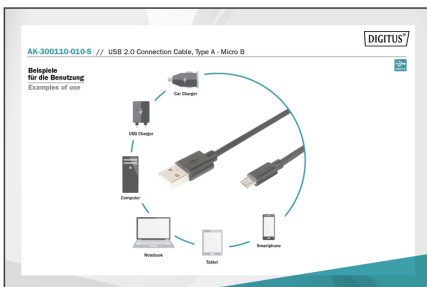 DIGITUS®
AK-300110-010-S // USB 2.0 Connection Cable, Type A - Micro B
Beispiele
für die Benutzung
Examples of use
Car Charger
USB Charger
Computer
Notebook
Tablet
Smartphone